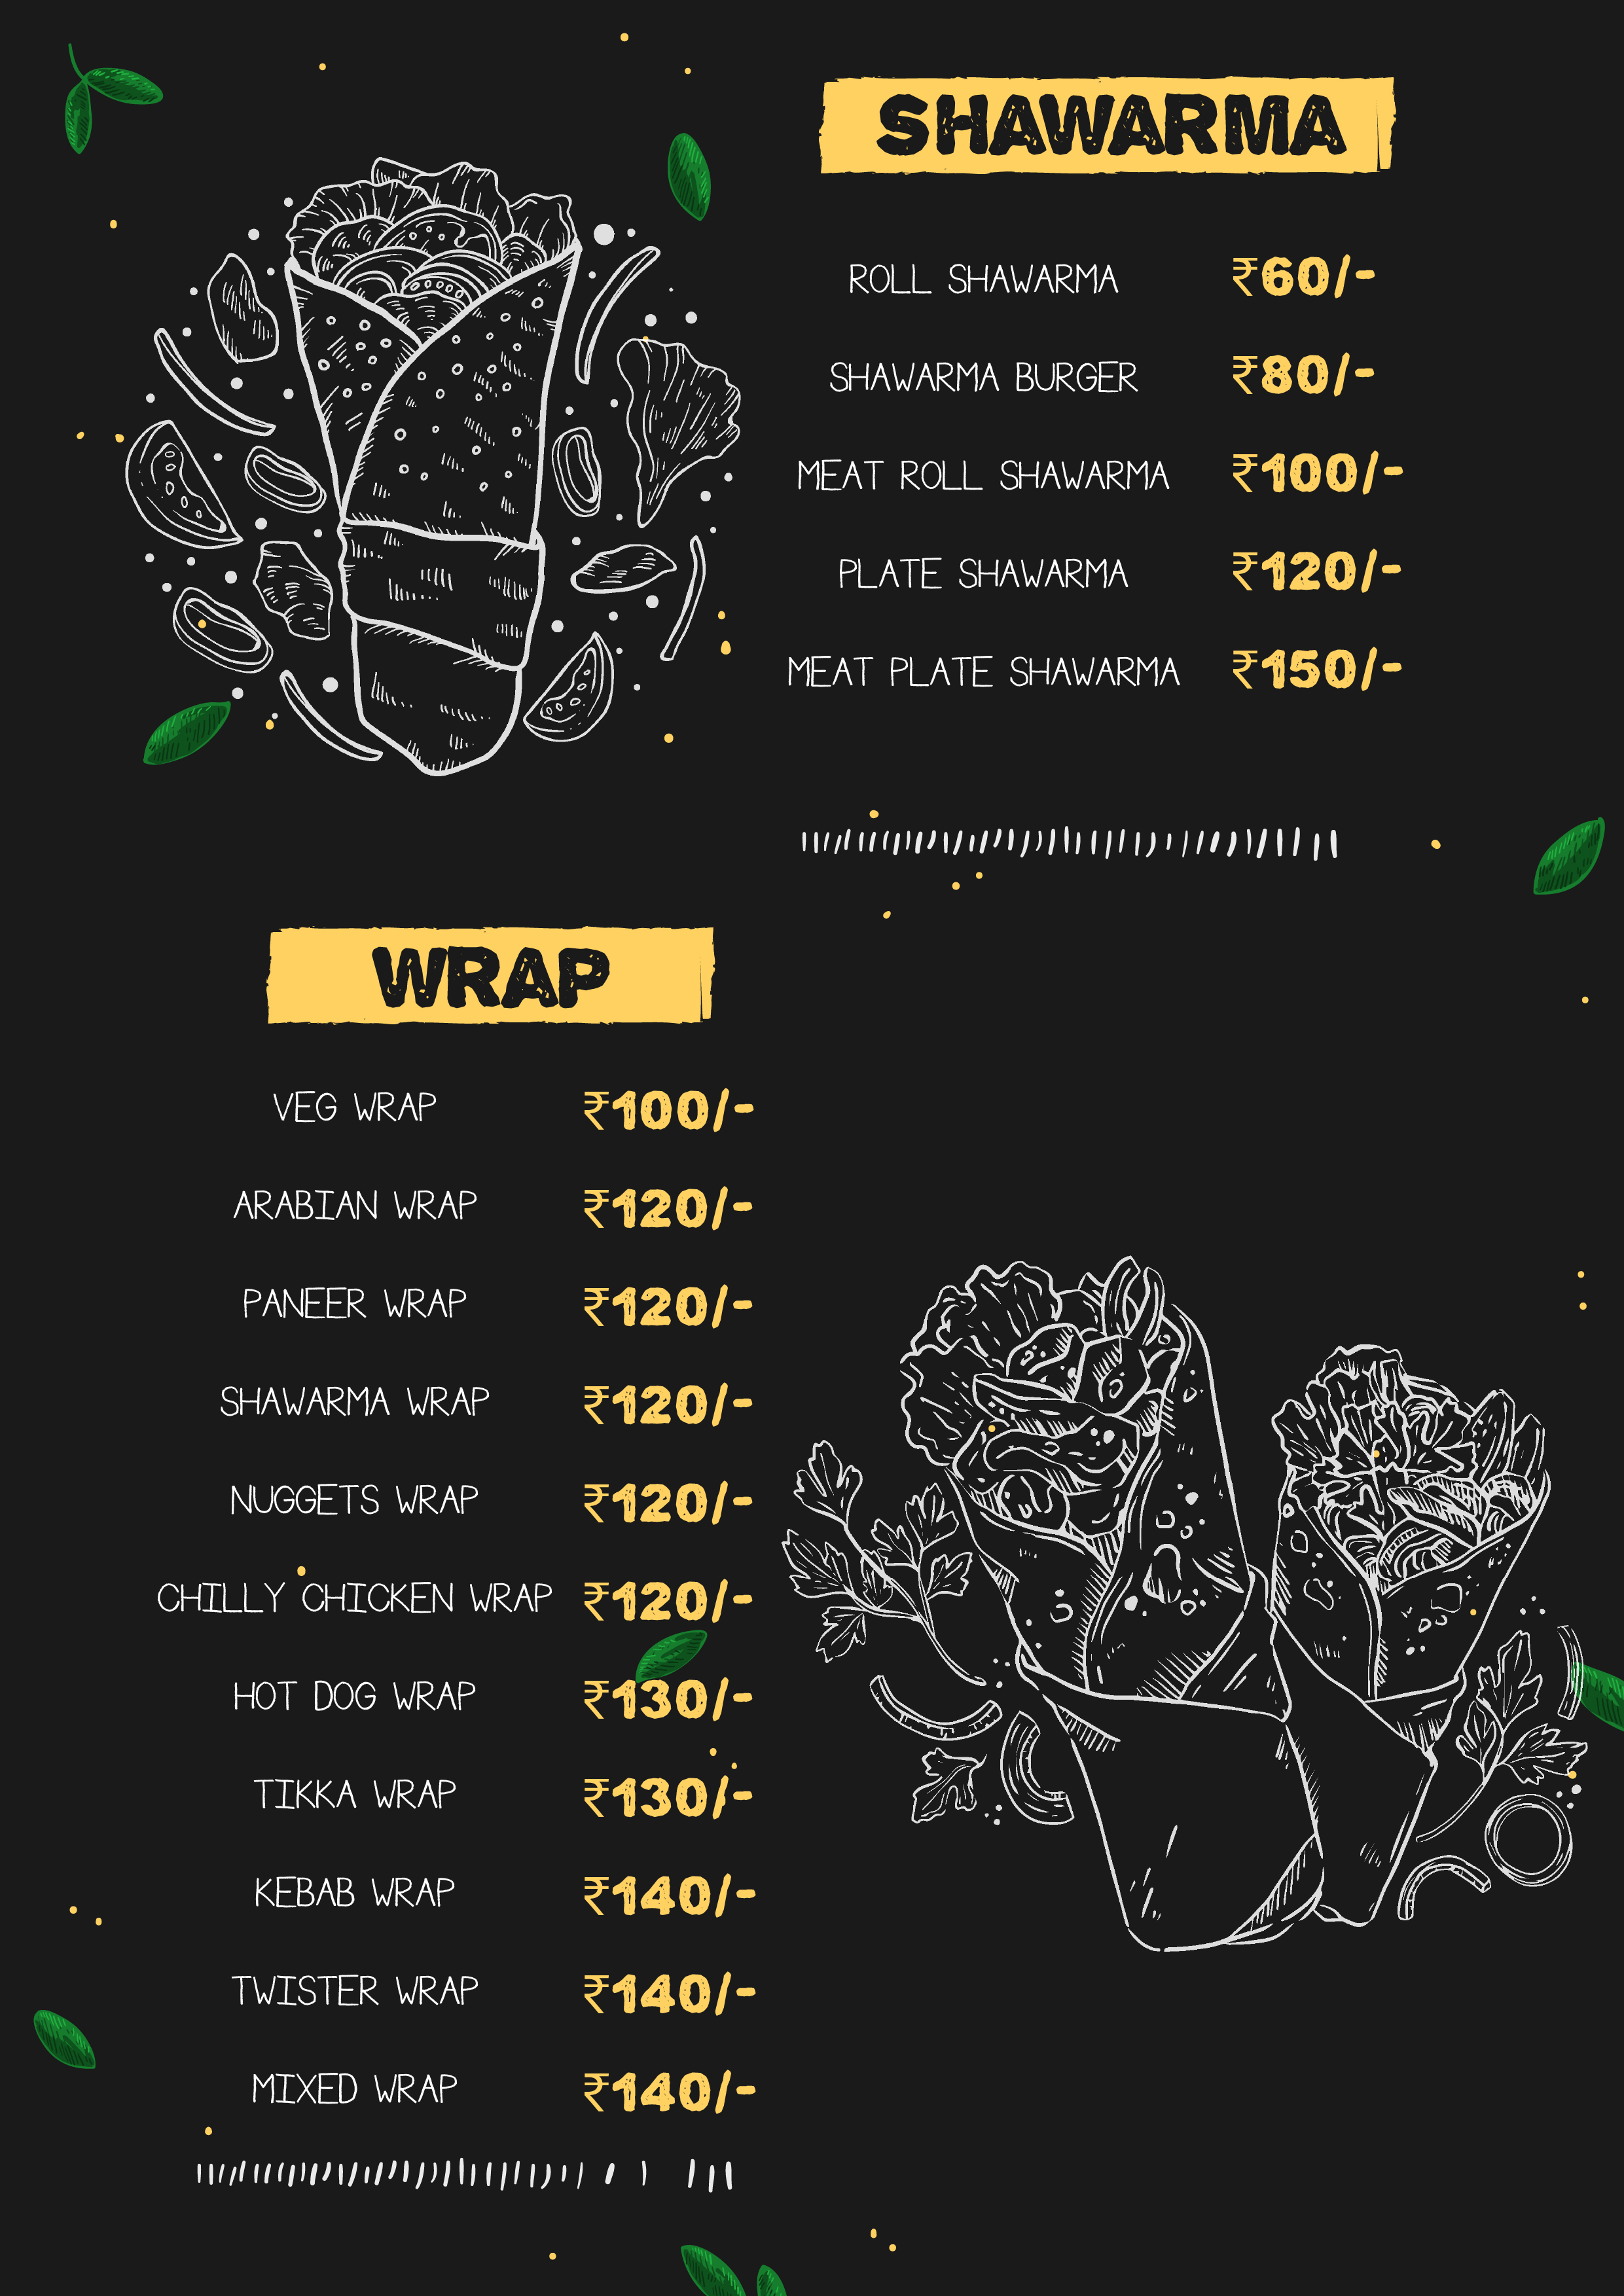 SHAWARMA
ROLL SHAWARMA ₹60/-
SHAWARMA BURGER ₹80/-
MEAT ROLL SHAWARMA ₹100/-
PLATE SHAWARMA ₹120/-
MEAT PLATE SHAWARMA ₹150/-
WRAP
VEG WRAP ₹100/-
ARABIAN WRAP ₹120/-
PANEER WRAP ₹120/-
SHAWARMA WRAP ₹120/-
NUGGETS WRAP ₹120/-
CHILLY CHICKEN WRAP ₹120/-
HOT DOG WRAP ₹130/-
TIKKA WRAP ₹130/-
KEBAB WRAP ₹140/-
TWISTER WRAP ₹140/-
MIXED WRAP ₹140/-